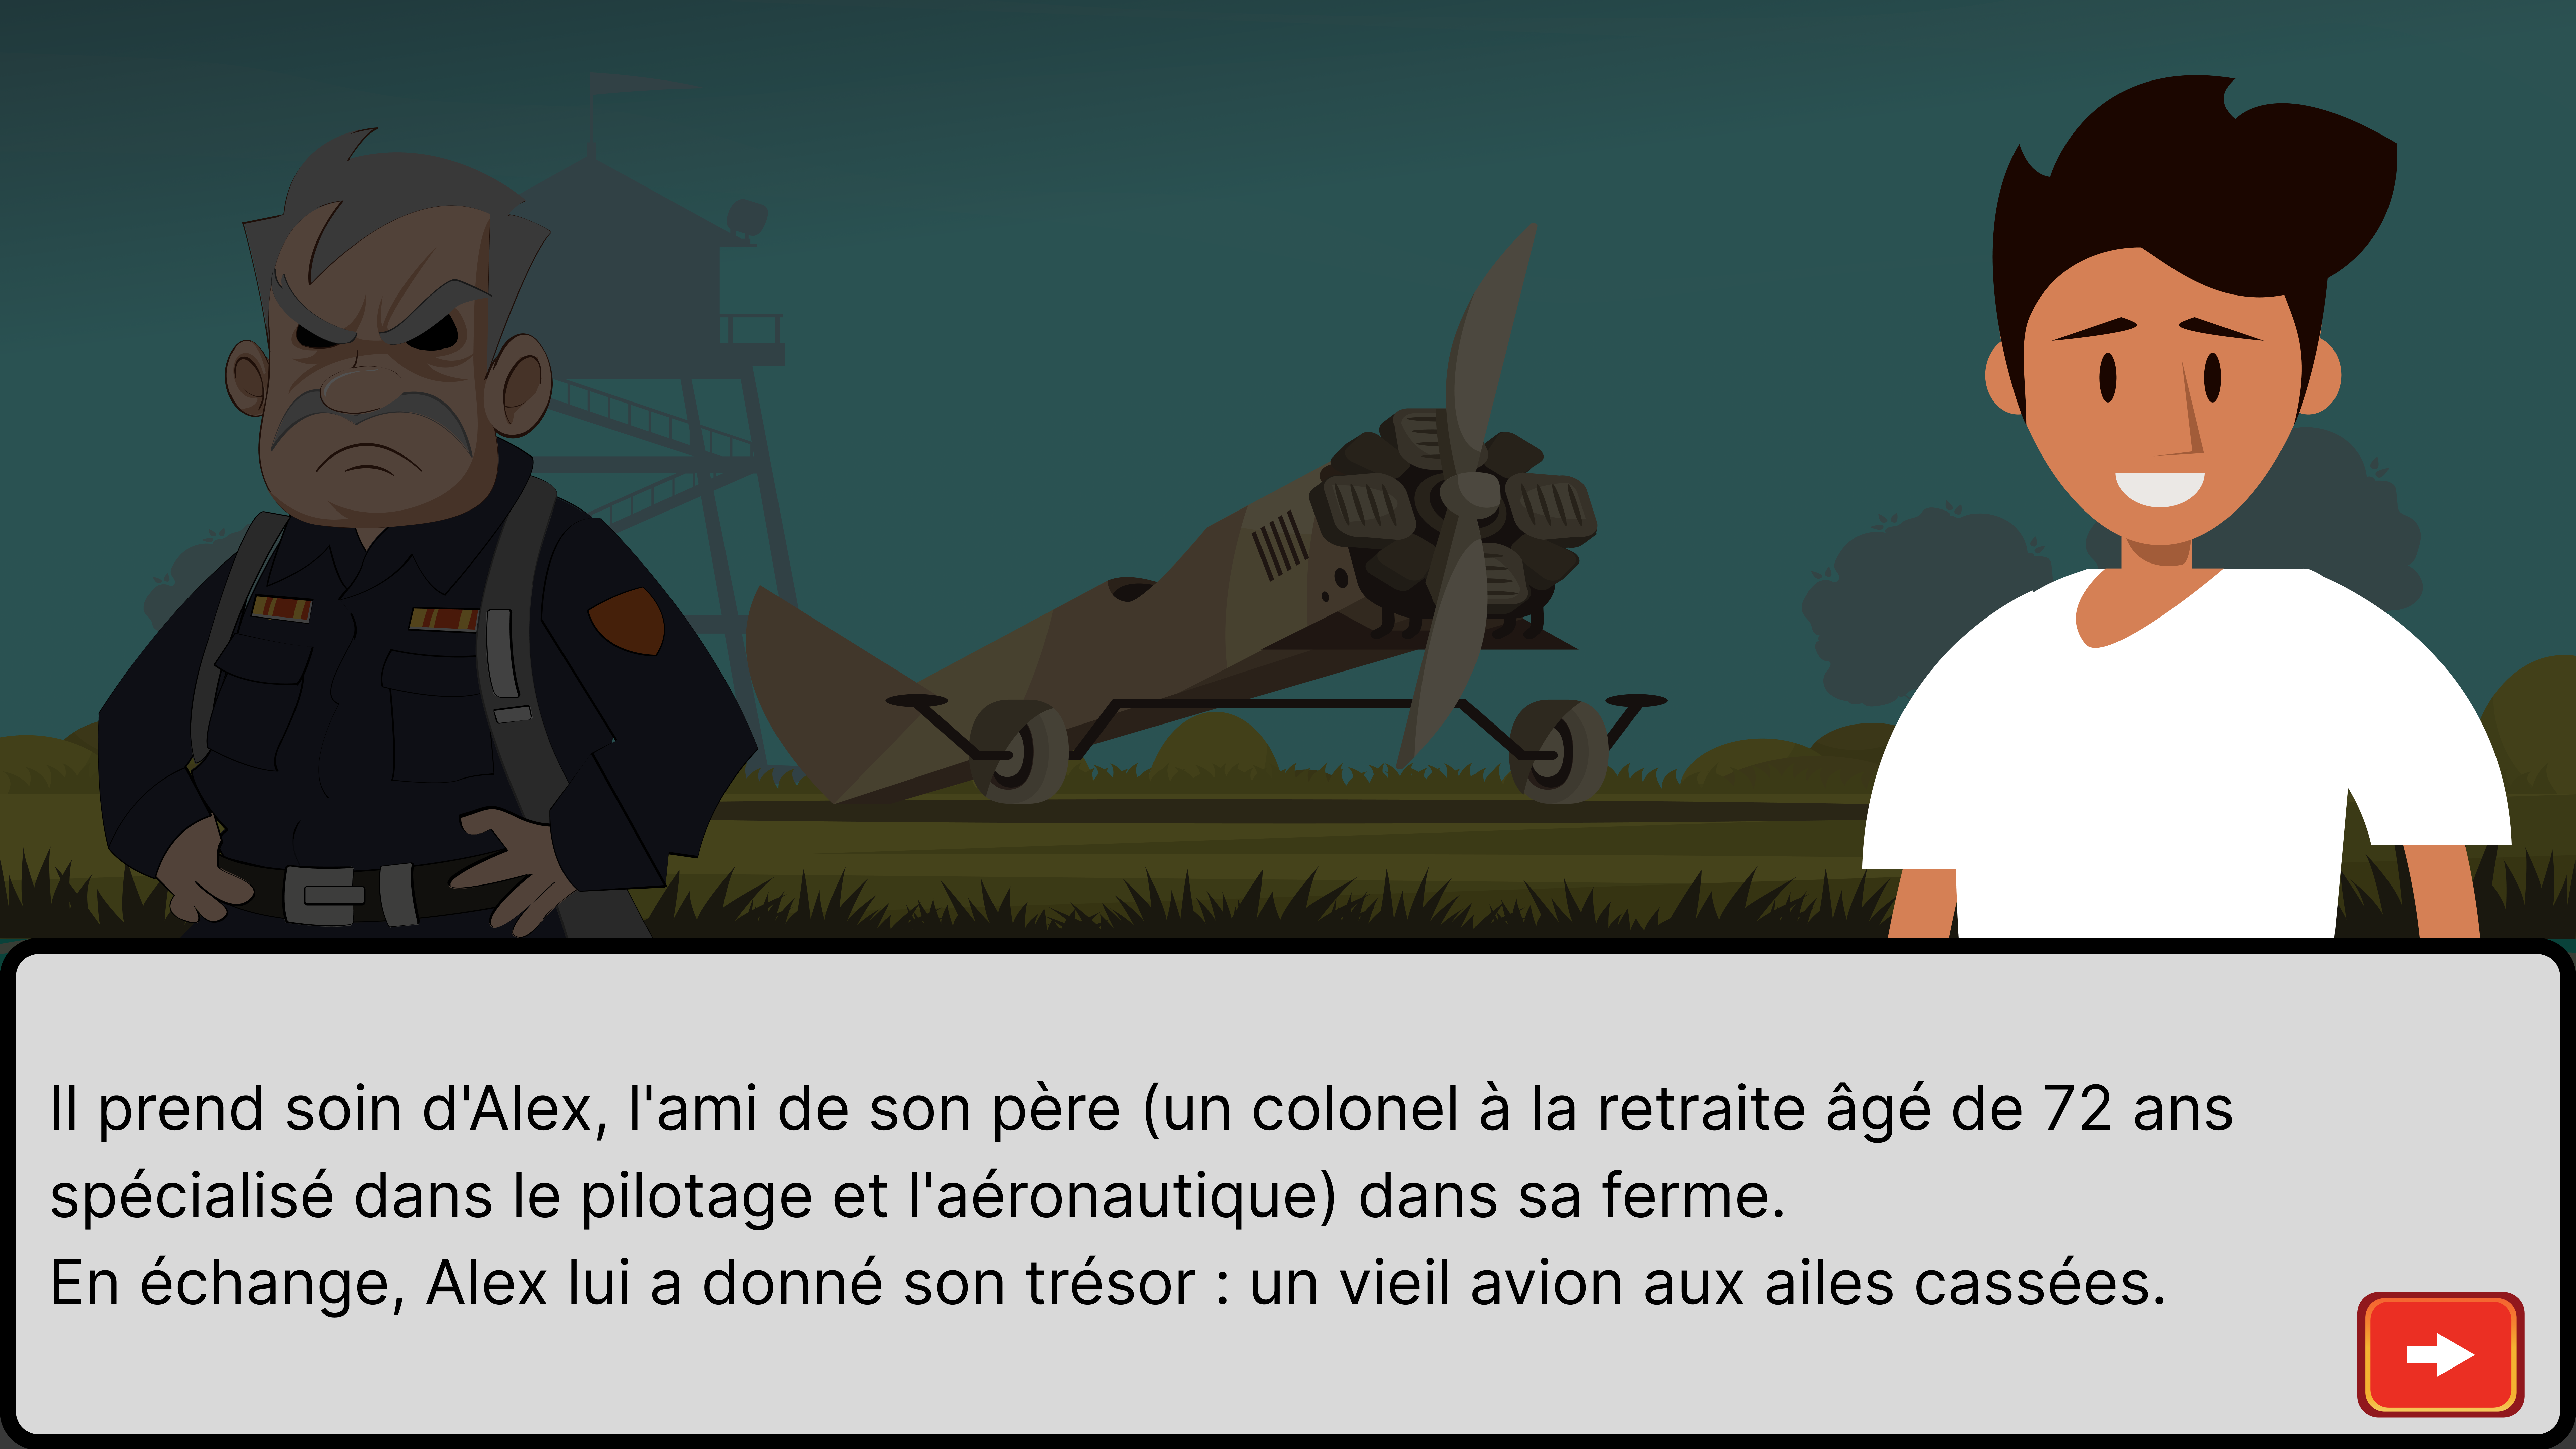 Il prend soin d'Alex, l'ami de son père (un colonel à la retraite âgé de 72 ans
spécialisé dans le pilotage et l'aéronautique) dans sa ferme.
En échange, Alex lui a donné son trésor : un vieil avion aux ailes cassées.